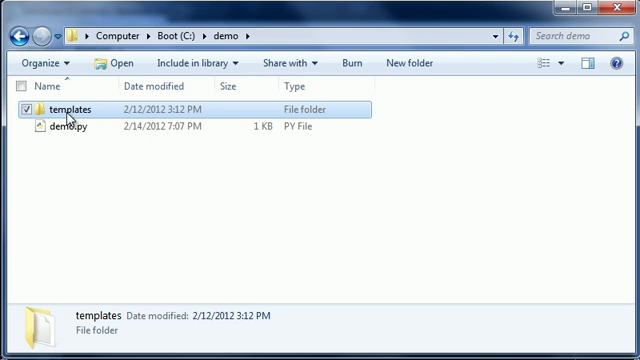 Computer Boot (C:) demo Search demo
Organize Open Include in library Share with Burn New folder
Name Date modified Size Type
templates 2/12/2012 3:12 PM File folder
demo.py 2/14/2012 7:07 PM 1 KB PY File
templates Date modified: 2/12/2012 3:12 PM
File folder